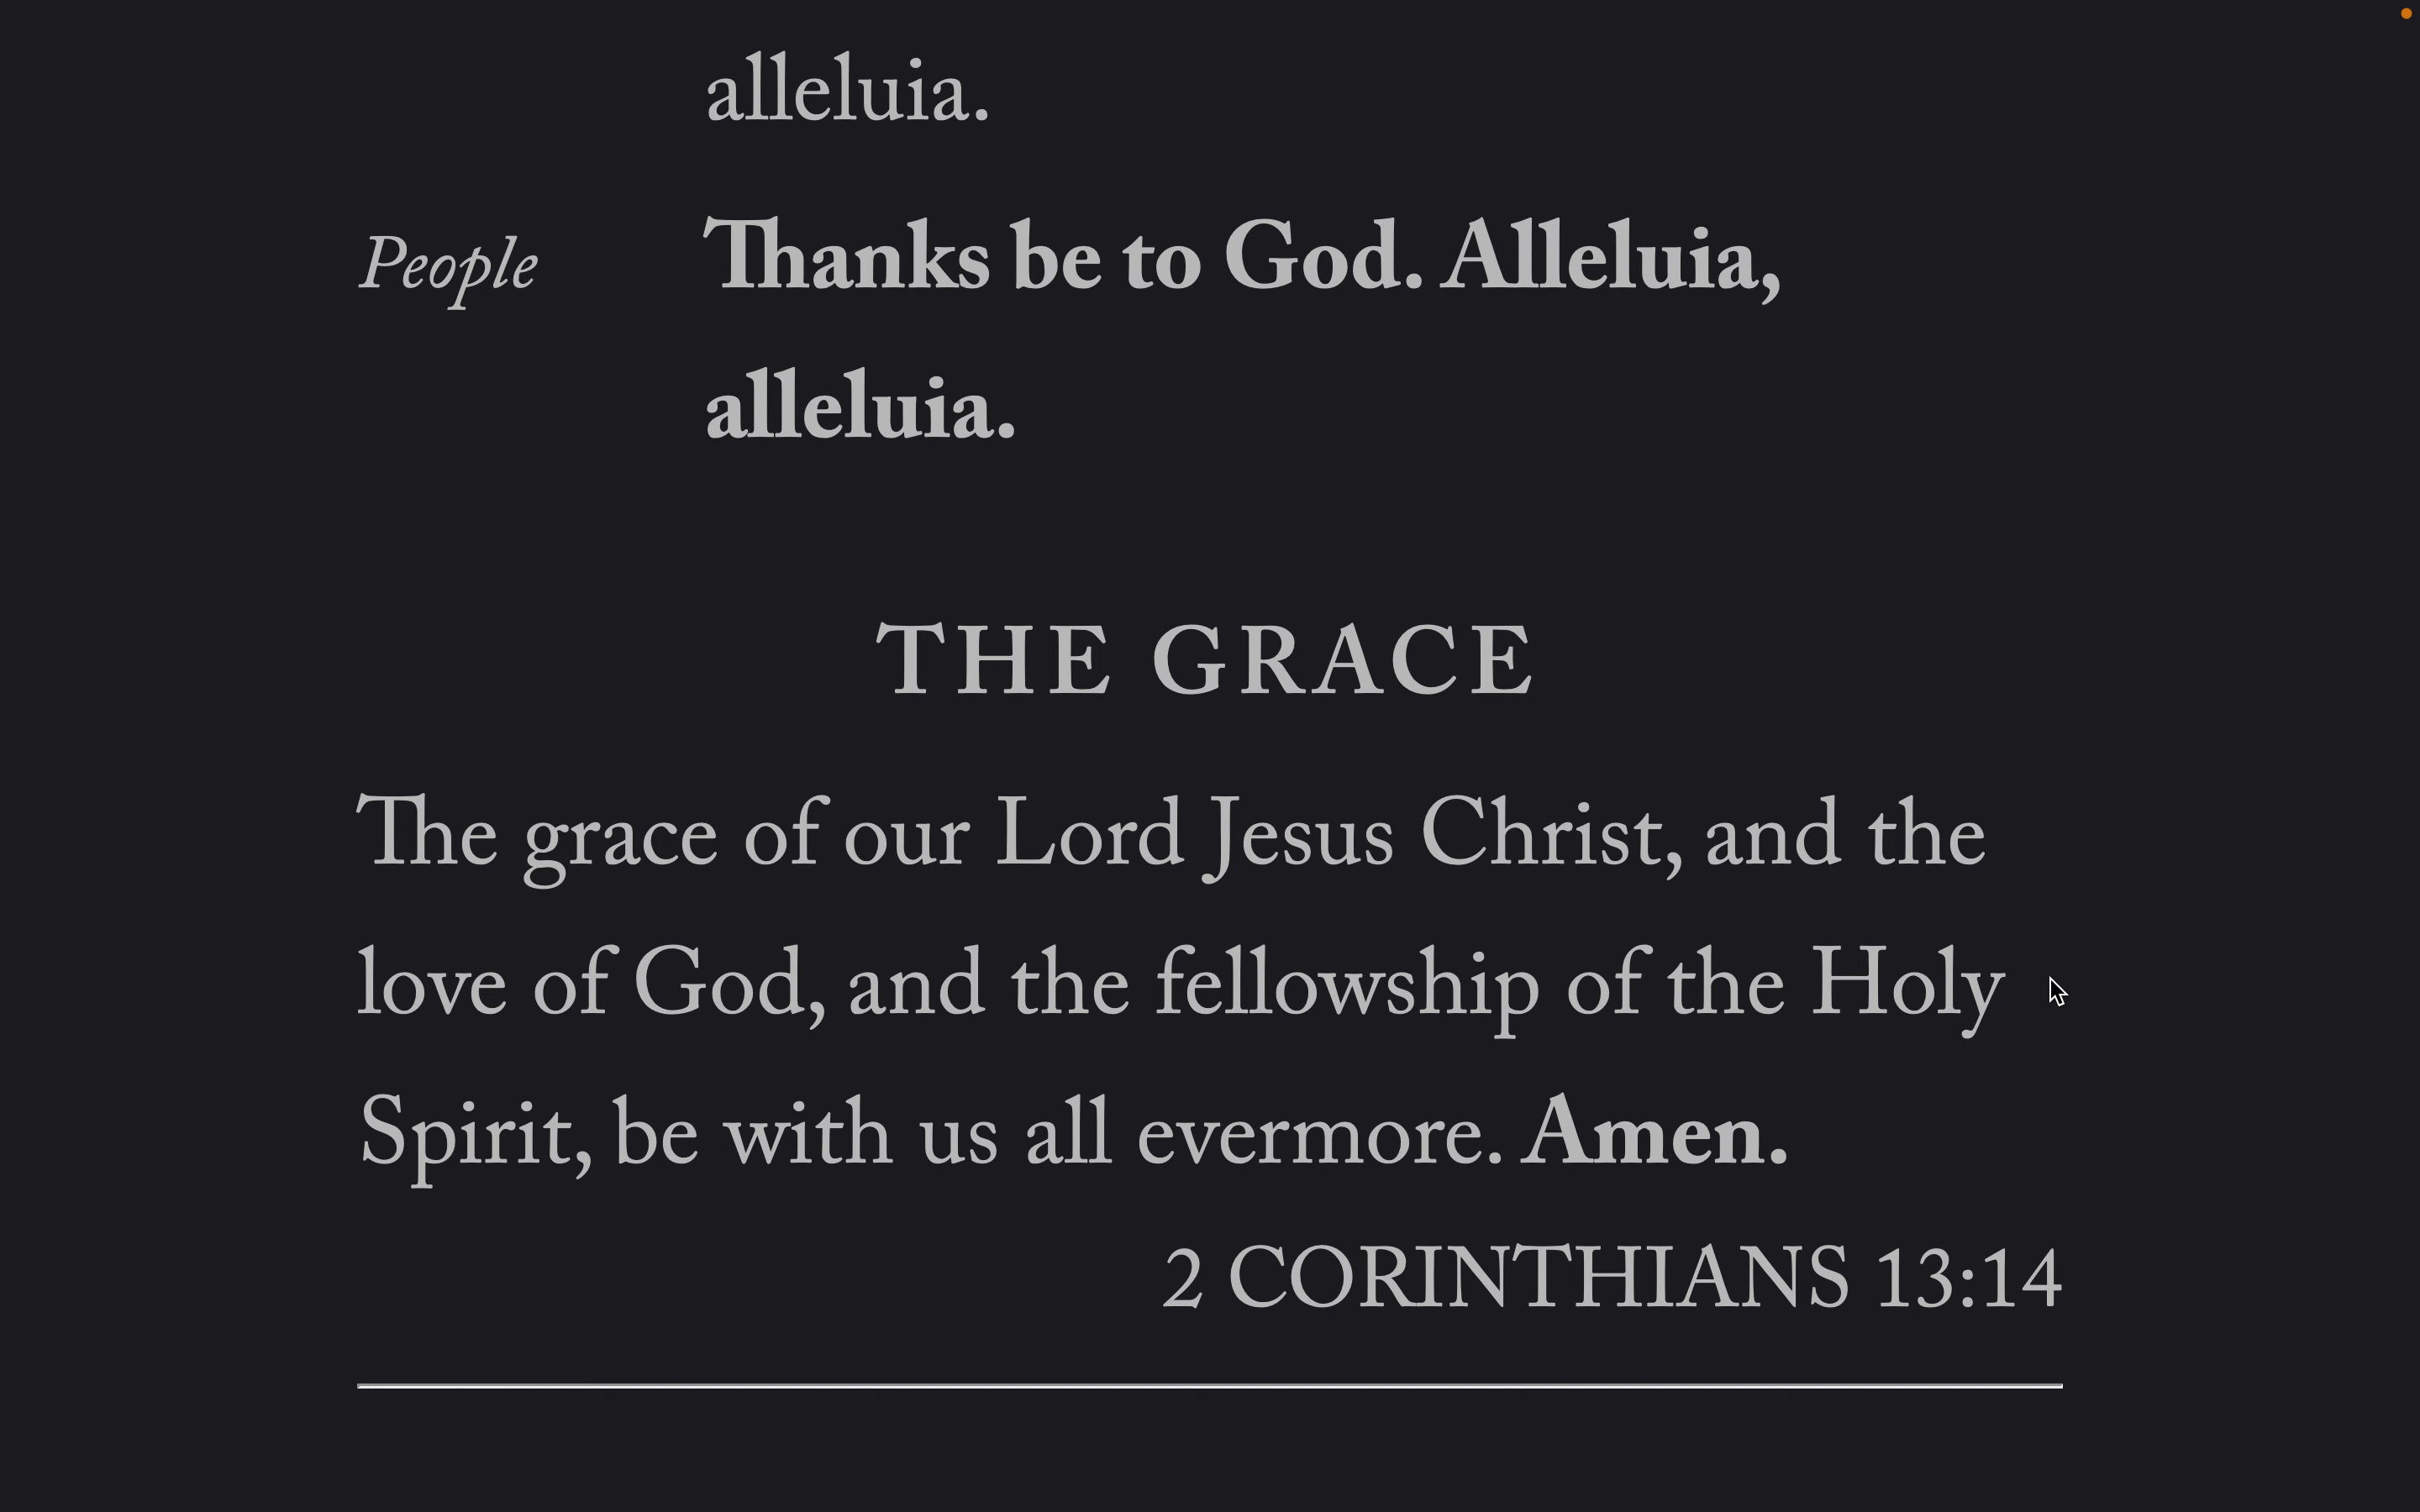 alleluia.
People Thanks be to God. Alleluia,
alleluia.
THE GRACE
The grace of our Lord Jesus Christ, and the
love of God, and the fellowship of the Holy
Spirit, be with us all evermore. Amen.
2 CORINTHIANS 13:14